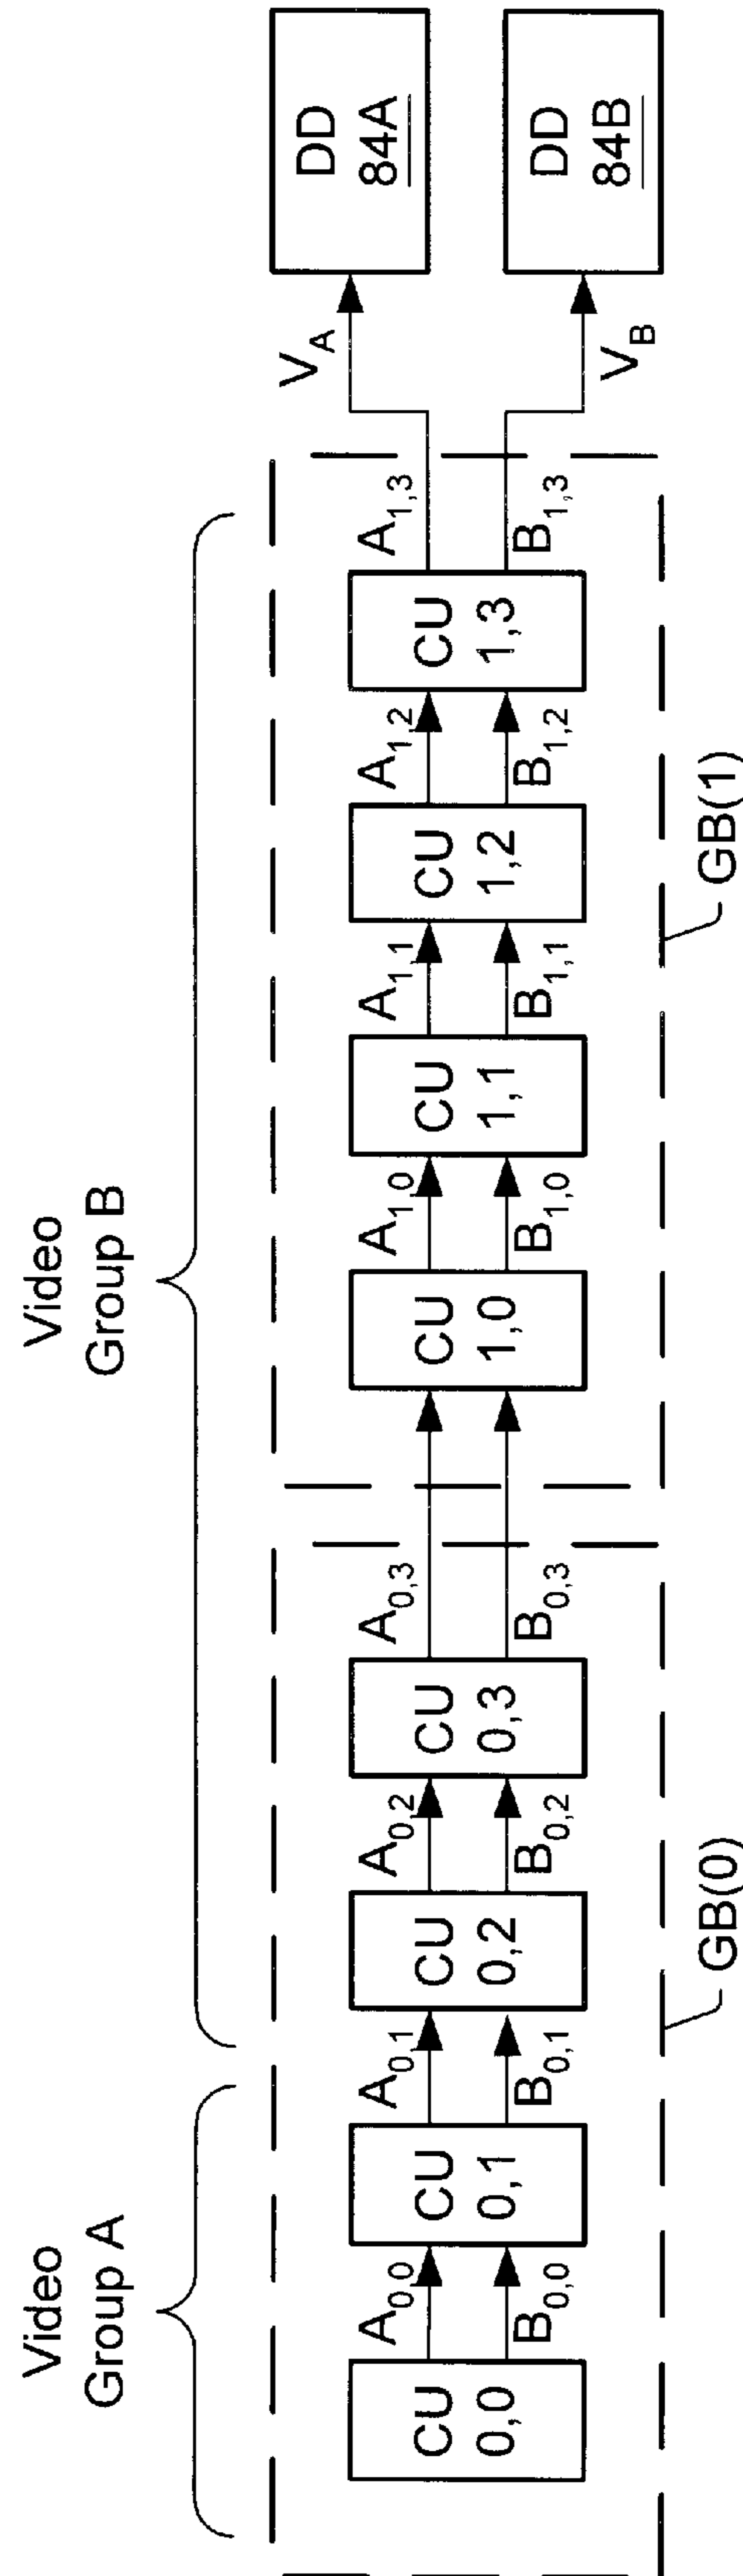 Video
Group A
Video
Group B
CU
0,0
A0,0
B0,0
CU
0,1
A0,1
B0,1
CU
0,2
A0,2
B0,2
CU
0,3
A0,3
B0,3
CU
1,0
A1,0
B1,0
CU
1,1
A1,1
B1,1
CU
1,2
A1,2
B1,2
CU
1,3
A1,3
B1,3
VA
VB
DD
84A
DD
84B
GB(0)
GB(1)